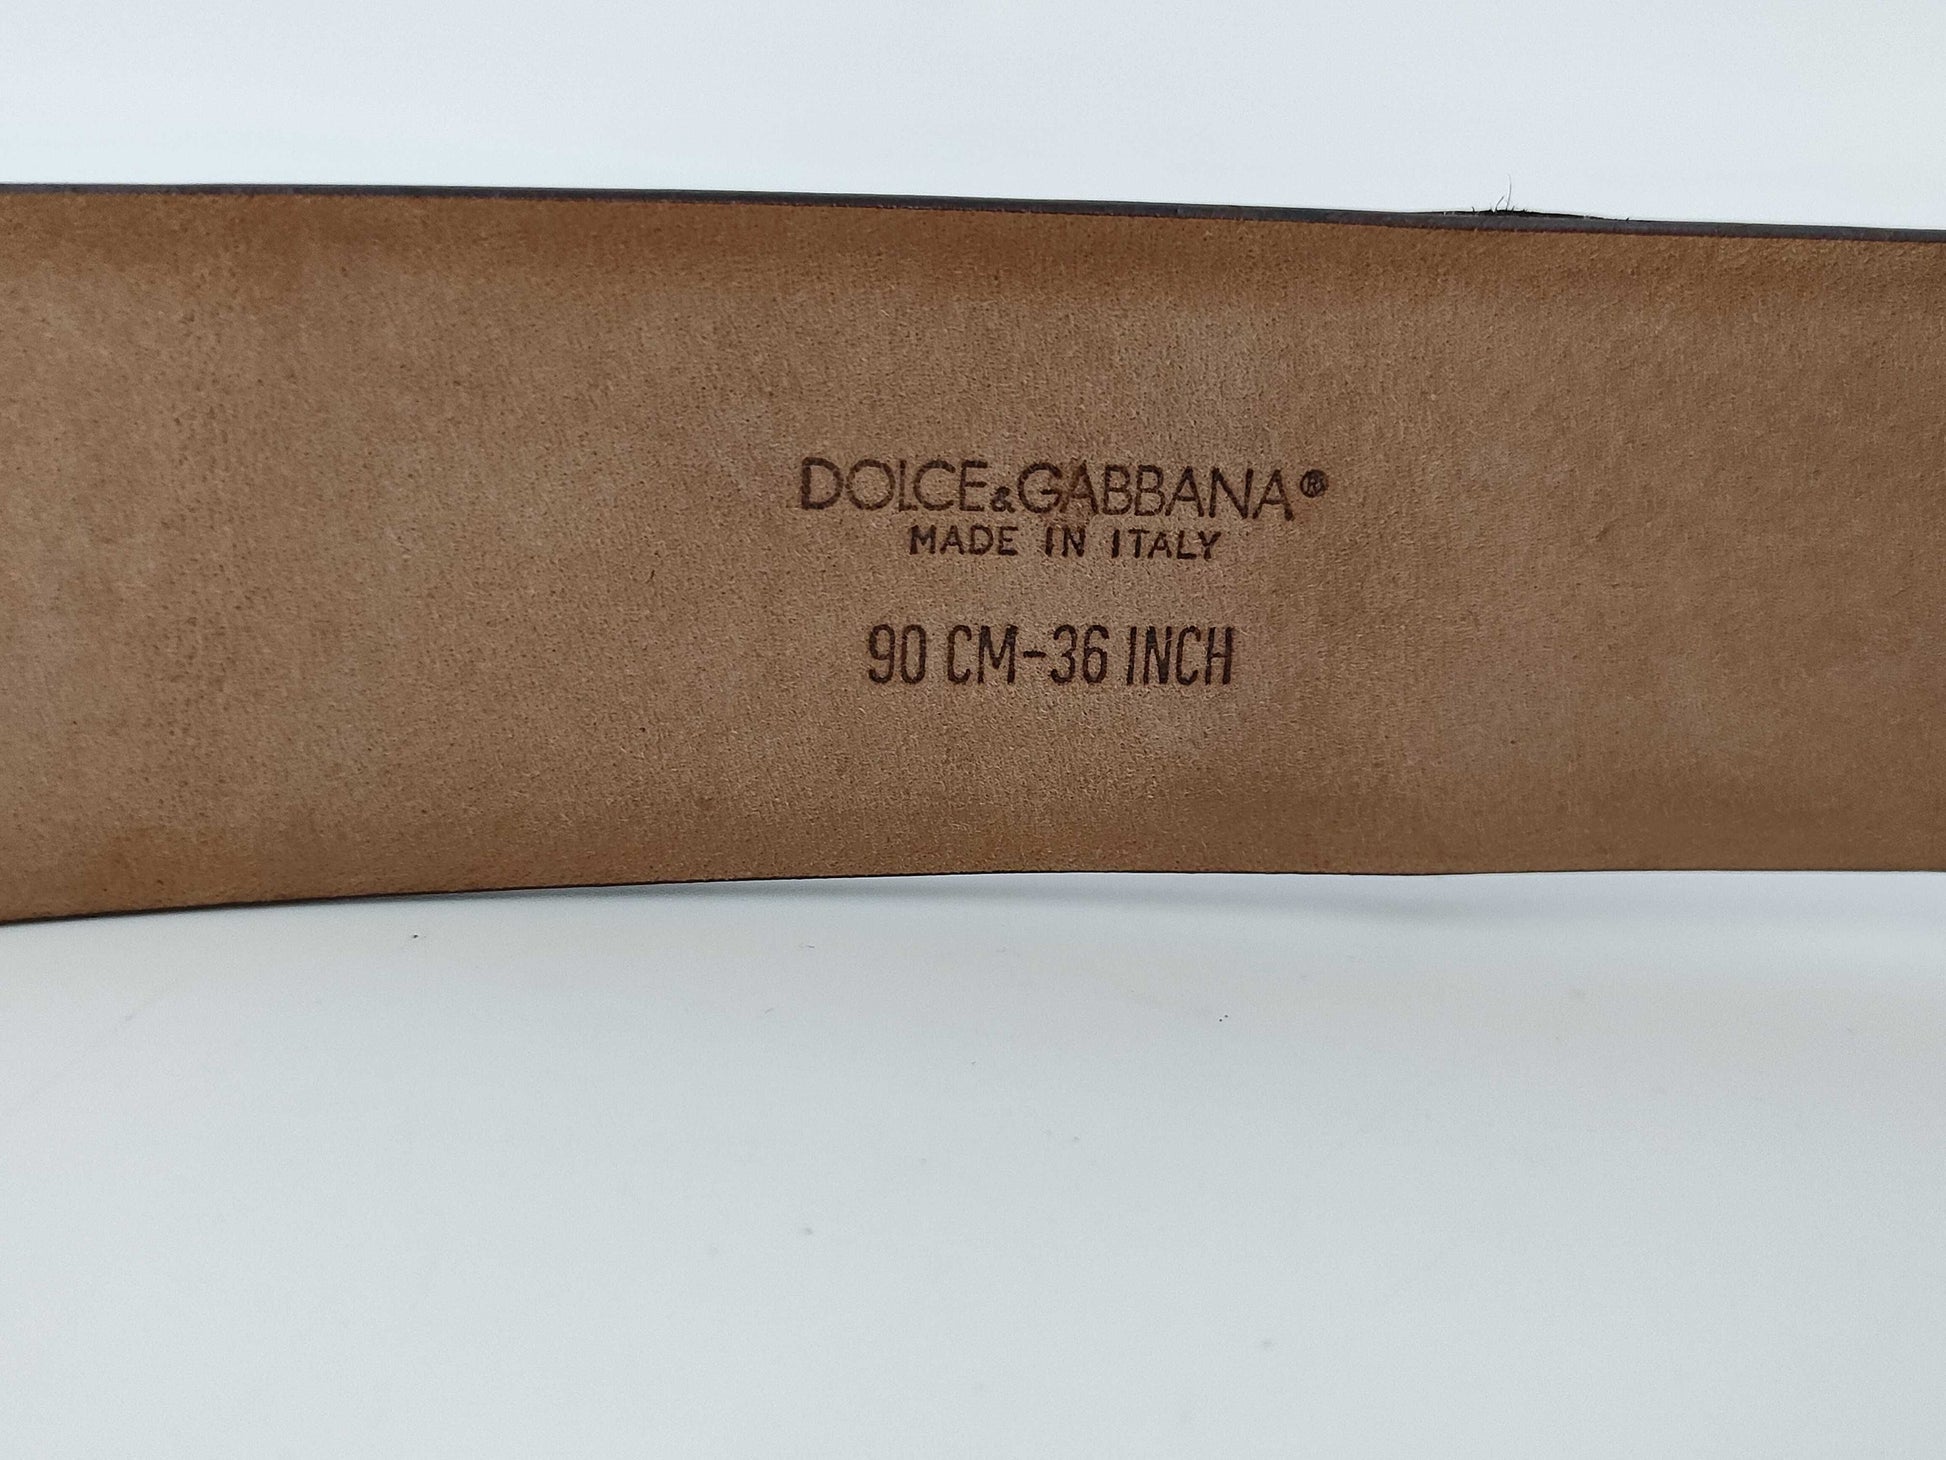 DOLCE&GABBANA®
MADE IN ITALY
90 CM-36 INCH